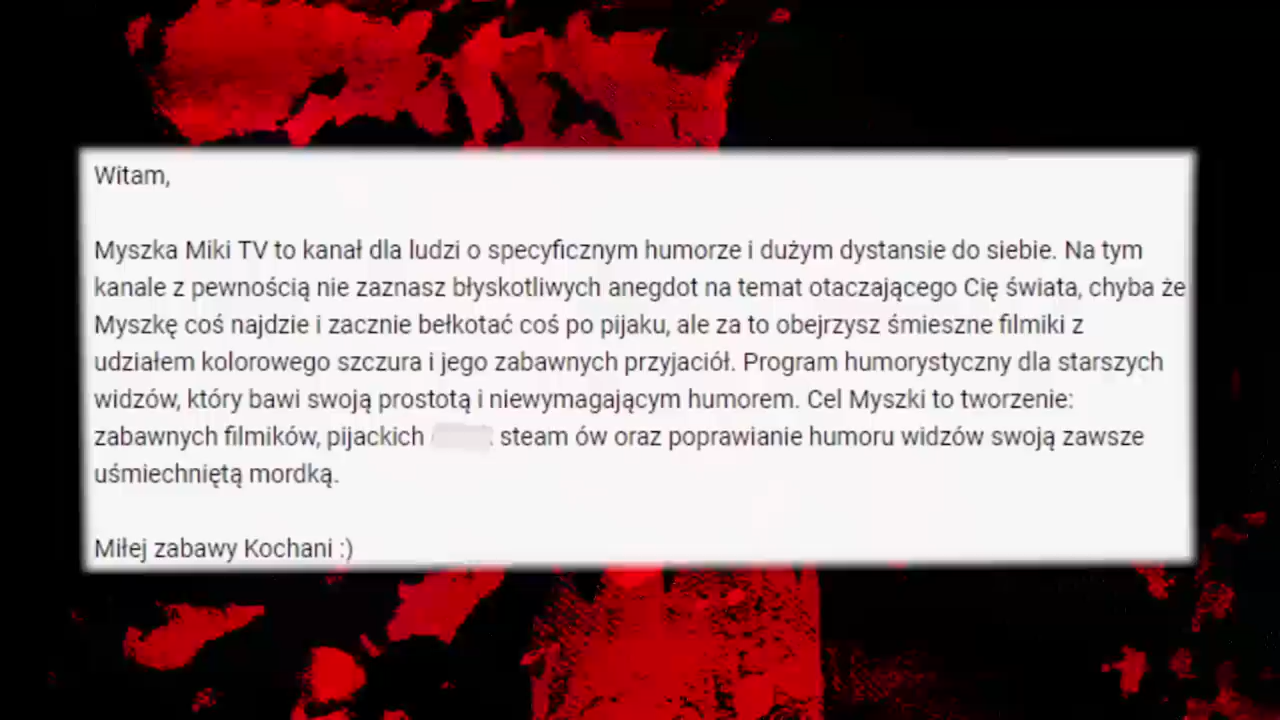 Witam,
Myszka Miki TV to kanał dla ludzi o specyficznym humorze i dużym dystansie do siebie. Na tym
kanale z pewnością nie zaznasz błyskotliwych anegdot na temat otaczającego Cię świata, chyba że
Myszkę coś najdzie i zacznie bełkotać coś po pijaku, ale za to obejrzysz śmieszne filmiki z
udziałem kolorowego szczura i jego zabawnych przyjaciół. Program humorystyczny dla starszych
widzów, który bawi swoją prostotą i niewymagającym humorem. Cel Myszki to tworzenie:
zabawnych filmików, pijackich steam ów oraz poprawianie humoru widzów swoją zawsze
uśmiechniętą mordką.
Miłej zabawy Kochani :)